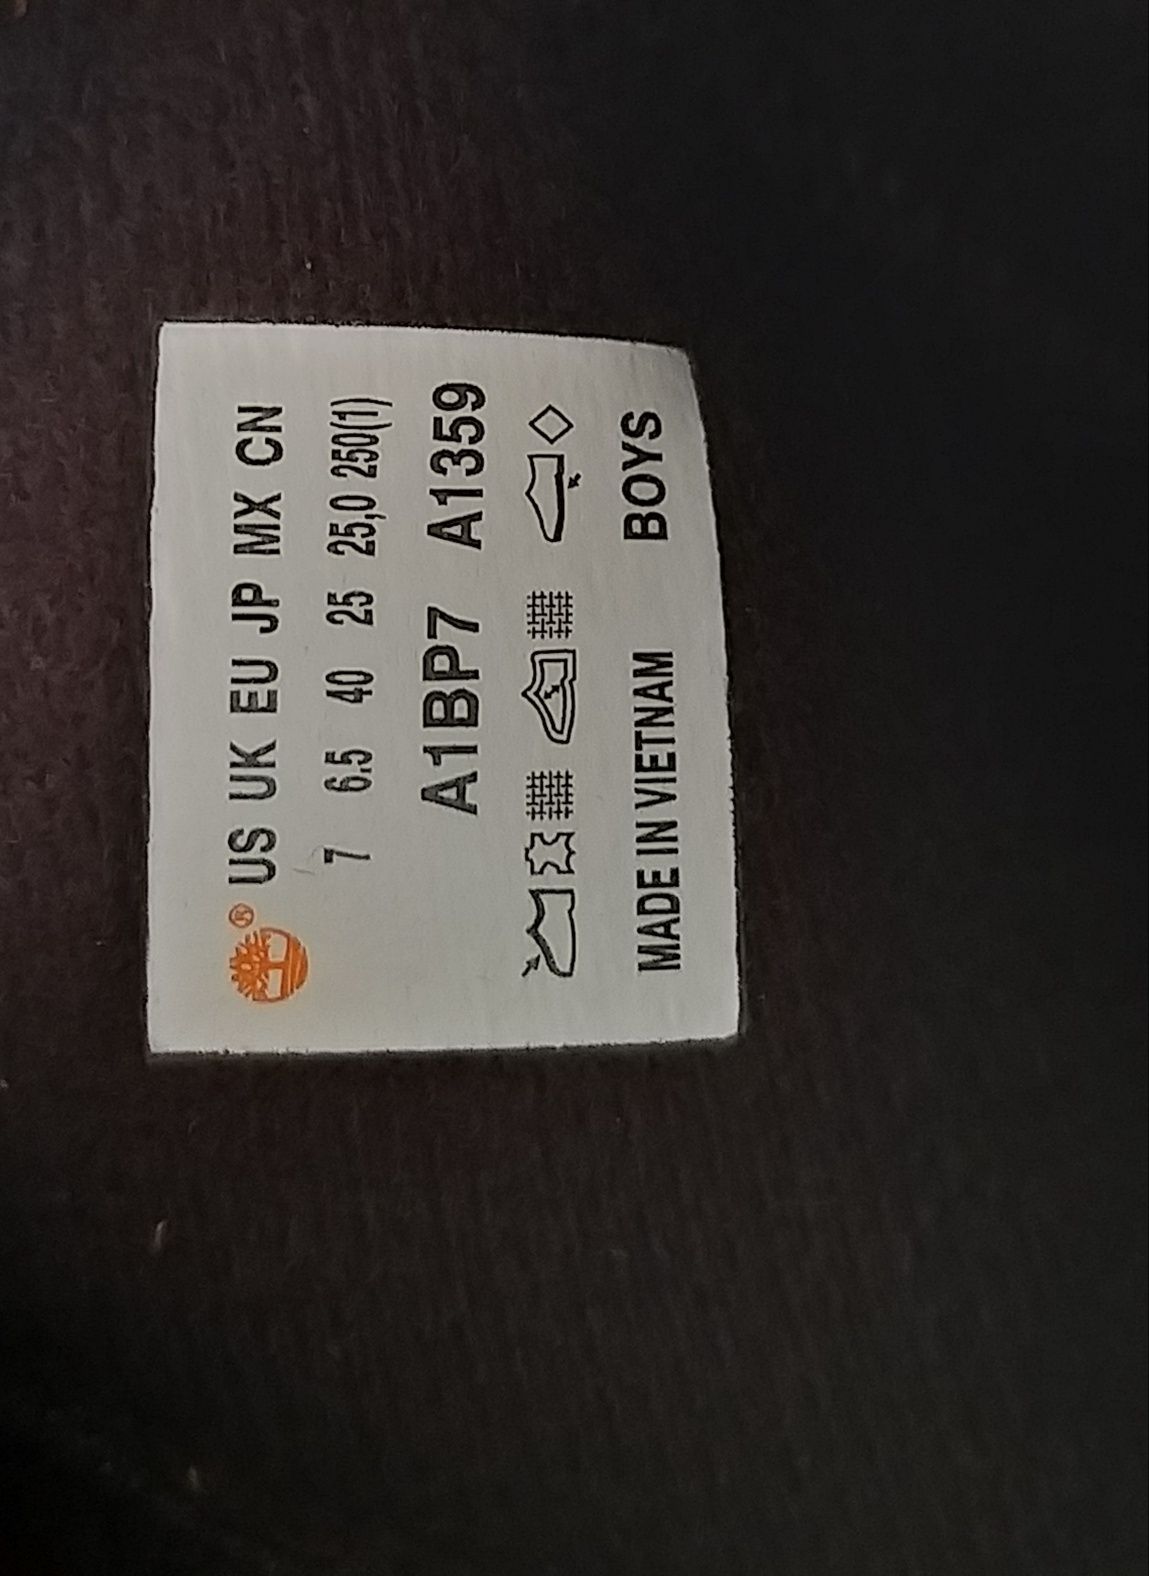 ® US UK EU JP MX CN
7 6.5 40 25 25,0 250(1)
A1BP7 A1359
MADE IN VIETNAM BOYS